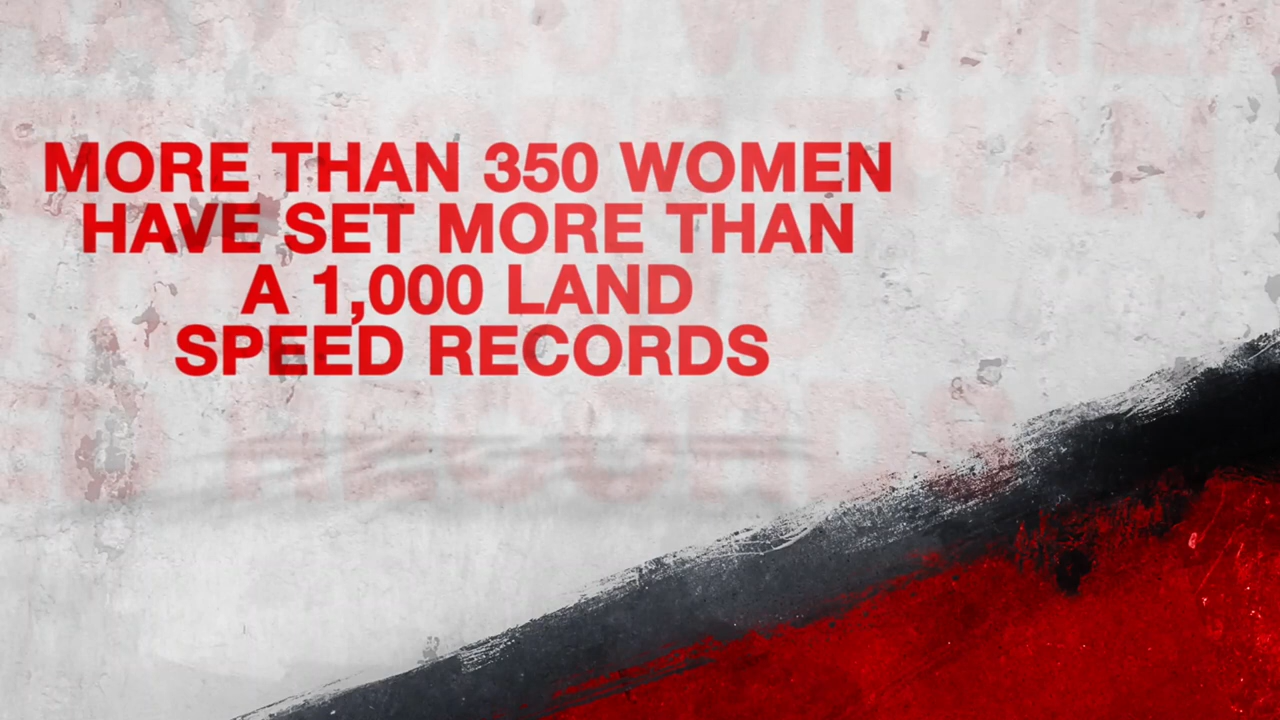 MORE THAN 350 WOMEN
HAVE SET MORE THAN
A 1,000 LAND
SPEED RECORDS